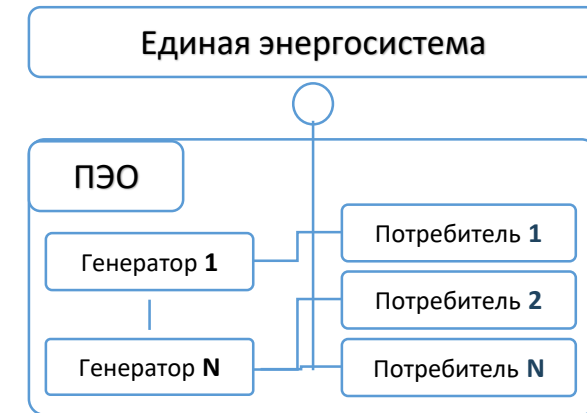 Единая энергосистема
ПЭО
Потребитель 1
Генератор 1
Потребитель 2
Генератор N
Потребитель N